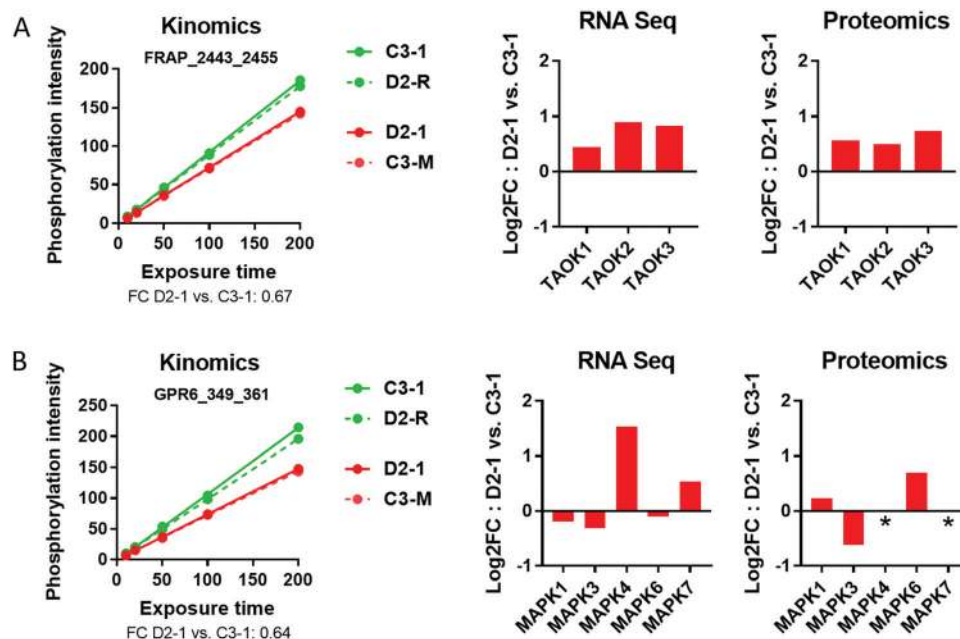 A
Kinomics
FRAP_2443_2455
Phosphorylation intensity
200
150
100
50
0
0 50 100 150 200
Exposure time
FC D2-1 vs. C3-1: 0.67
C3-1
D2-R
D2-1
C3-M
RNA Seq
Log2FC : D2-1 vs. C3-1
2
1
0
-1
TAOK1
TAOK2
TAOK3
Proteomics
Log2FC : D2-1 vs. C3-1
2
1
0
-1
TAOK1
TAOK2
TAOK3
B
Kinomics
GPR6_349_361
Phosphorylation intensity
250
200
150
100
50
0
0 50 100 150 200
Exposure time
FC D2-1 vs. C3-1: 0.64
C3-1
D2-R
D2-1
C3-M
RNA Seq
Log2FC : D2-1 vs. C3-1
2
1
0
-1
MAPK1
MAPK3
MAPK4
MAPK6
MAPK7
Proteomics
Log2FC : D2-1 vs. C3-1
2
1
0
-1
* *
MAPK1
MAPK3
MAPK4
MAPK6
MAPK7